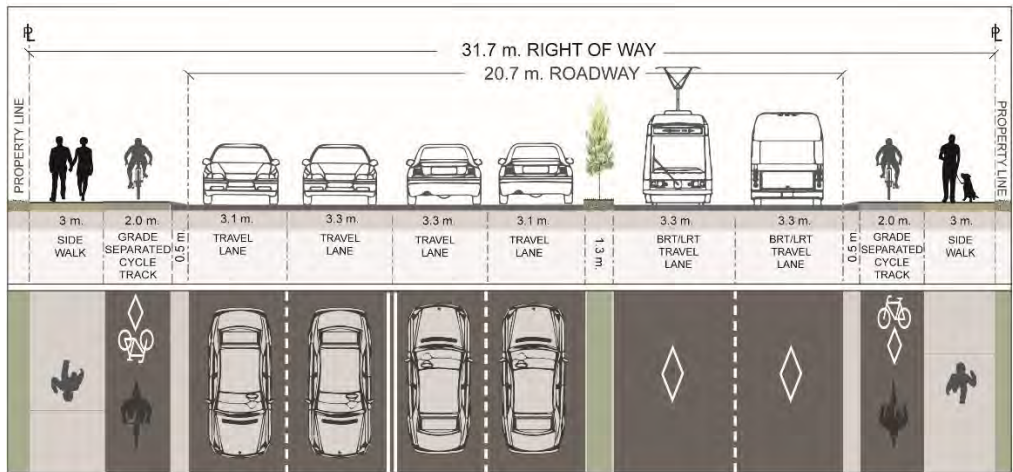 PL
PL
31.7 m. RIGHT OF WAY
20.7 m. ROADWAY
PROPERTY LINE
PROPERTY LINE
3 m.
2.0 m.
0.5 m.
3.1 m.
3.3 m.
3.3 m.
3.1 m.
1.3 m.
3.3 m.
3.3 m.
0.5 m.
2.0 m.
3 m.
SIDE
WALK
GRADE
SEPARATED
CYCLE
TRACK
TRAVEL
LANE
TRAVEL
LANE
TRAVEL
LANE
TRAVEL
LANE
BRT/LRT
TRAVEL
LANE
BRT/LRT
TRAVEL
LANE
GRADE
SEPARATED
CYCLE
TRACK
SIDE
WALK